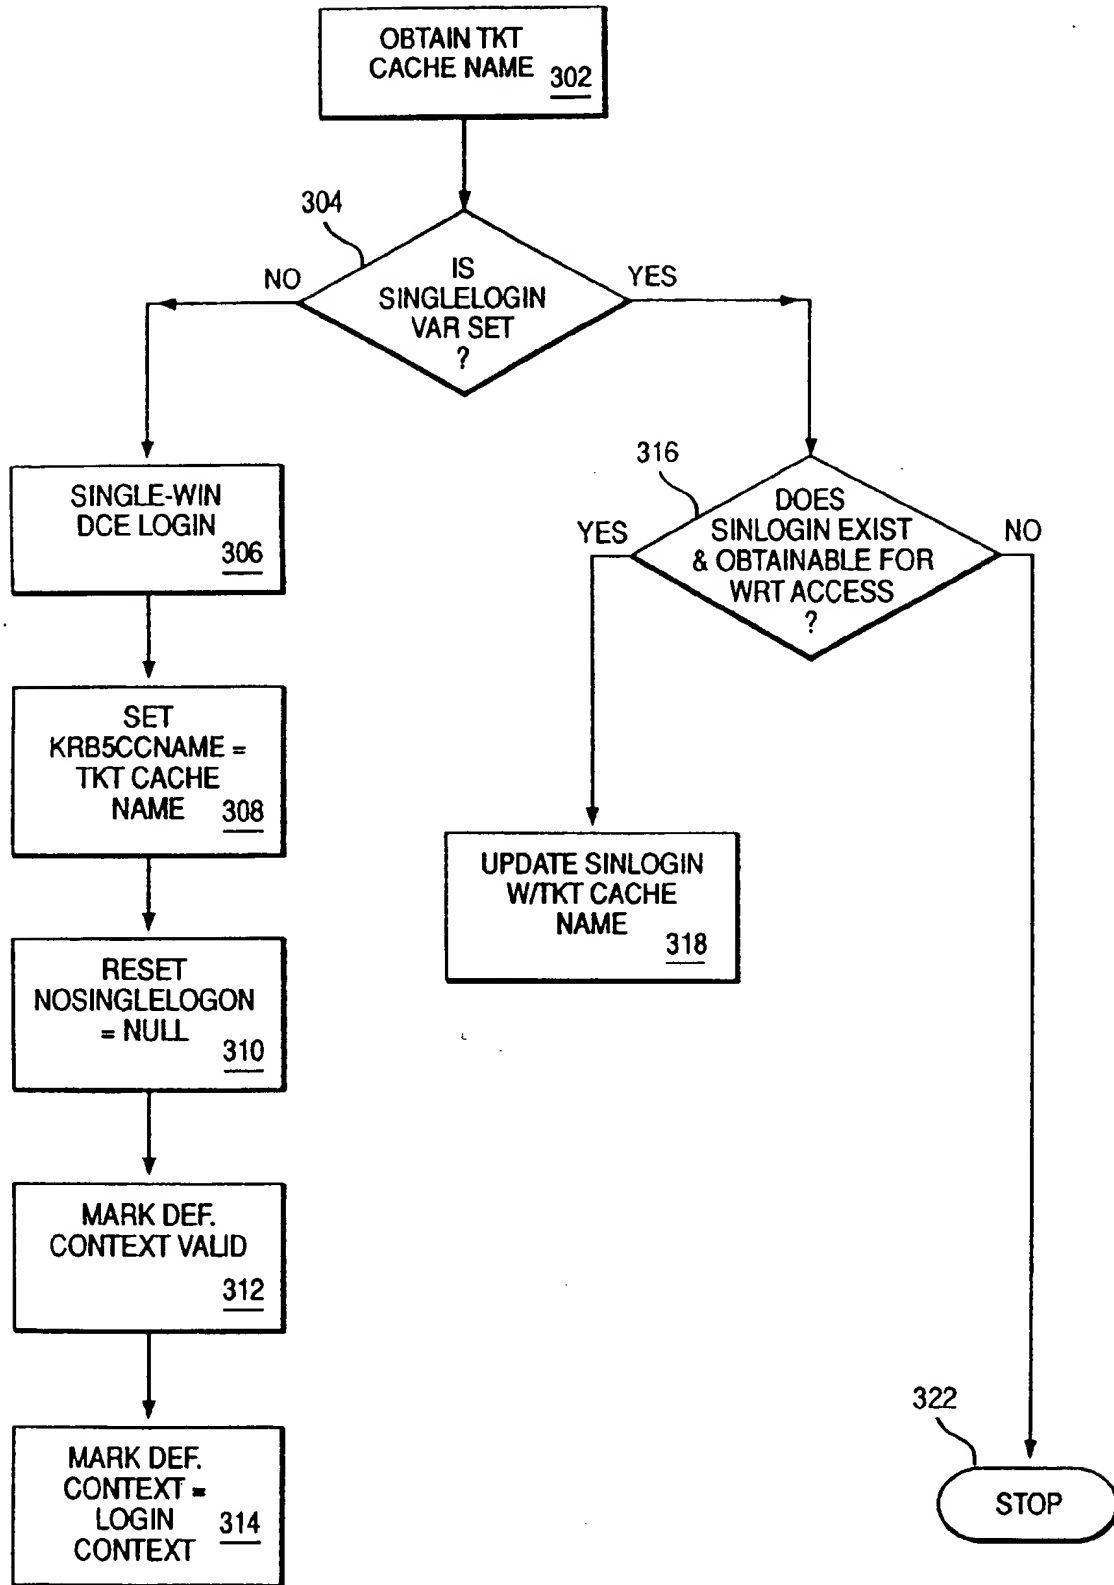 OBTAIN TKT
CACHE NAME 302
304
IS
SINGLELOGIN
VAR SET
?
NO
YES
SINGLE-WIN
DCE LOGIN
306
316
DOES
SINLOGIN EXIST
& OBTAINABLE FOR
WRT ACCESS
?
YES
NO
SET
KRB5CCNAME =
TKT CACHE
NAME 308
UPDATE SINLOGIN
W/TKT CACHE
NAME
318
RESET
NOSINGLELOGON
= NULL
310
MARK DEF.
CONTEXT VALID
312
MARK DEF.
CONTEXT =
LOGIN 314
CONTEXT
322
STOP